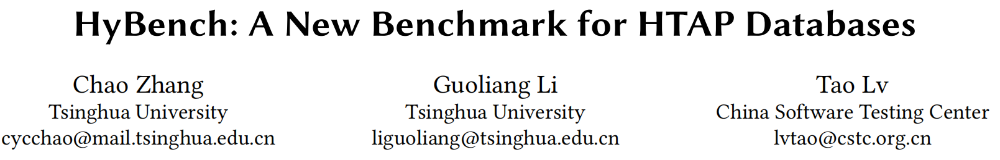 HyBench: A New Benchmark for HTAP Databases
Chao Zhang
Tsinghua University
cycchao@mail.tsinghua.edu.cn
Guoliang Li
Tsinghua University
liguoliang@tsinghua.edu.cn
Tao Lv
China Software Testing Center
lvtao@cstc.org.cn